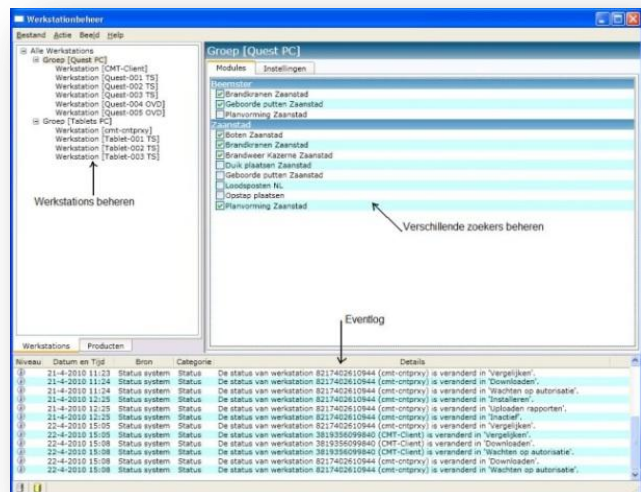 Werkstationbeheer
Bestand Actie Beeld Help
Alle Werkstations
Groep [Quest PC]
Werkstation [CMT-Client]
Werkstation [Quest-001 TS]
Werkstation [Quest-002 TS]
Werkstation [Quest-003 TS]
Werkstation [Quest-004 OVD]
Werkstation [Quest-005 OVD]
Groep [Tablets PC]
Werkstation [cmt-cntprxy]
Werkstation [Tablet-001 TS]
Werkstation [Tablet-002 TS]
Werkstation [Tablet-003 TS]
Werkstations beheren
Werkstations Producten
Groep [Quest PC]
Modules Instellingen
Beemster
Brandkranen Zaanstad
Geboorde putten Zaanstad
Planvorming Zaanstad
Zaanstad
Boten Zaanstad
Brandkranen Zaanstad
Brandweer Kazerne Zaanstad
Duik plaatsen Zaanstad
Geboorde putten Zaanstad
Loodsposten NL
Opstap plaatsen
Planvorming Zaanstad
Verschillende zoekers beheren
Eventlog
Niveau Datum en Tijd Bron Categorie Details
21-4-2010 11:23 Status system Status De status van werkstation 8217402610944 (cmt-cntprxy) is veranderd in 'Vergelijken'.
21-4-2010 11:24 Status system Status De status van werkstation 8217402610944 (cmt-cntprxy) is veranderd in 'Downloaden'.
21-4-2010 11:24 Status system Status De status van werkstation 8217402610944 (cmt-cntprxy) is veranderd in 'Wachten op autorisatie'.
21-4-2010 12:25 Status system Status De status van werkstation 8217402610944 (cmt-cntprxy) is veranderd in 'Installeren'.
21-4-2010 12:25 Status system Status De status van werkstation 8217402610944 (cmt-cntprxy) is veranderd in 'Uploaden rapporten'.
21-4-2010 12:25 Status system Status De status van werkstation 8217402610944 (cmt-cntprxy) is veranderd in 'Inactief'.
22-4-2010 15:05 Status system Status De status van werkstation 8217402610944 (cmt-cntprxy) is veranderd in 'Vergelijken'.
22-4-2010 15:05 Status system Status De status van werkstation 3819356099840 (CMT-Client) is veranderd in 'Vergelijken'.
22-4-2010 15:08 Status system Status De status van werkstation 3819356099840 (CMT-Client) is veranderd in 'Downloaden'.
22-4-2010 15:08 Status system Status De status van werkstation 3819356099840 (CMT-Client) is veranderd in 'Wachten op autorisatie'.
22-4-2010 15:08 Status system Status De status van werkstation 8217402610944 (cmt-cntprxy) is veranderd in 'Downloaden'.
22-4-2010 15:08 Status system Status De status van werkstation 8217402610944 (cmt-cntprxy) is veranderd in 'Wachten op autorisatie'.